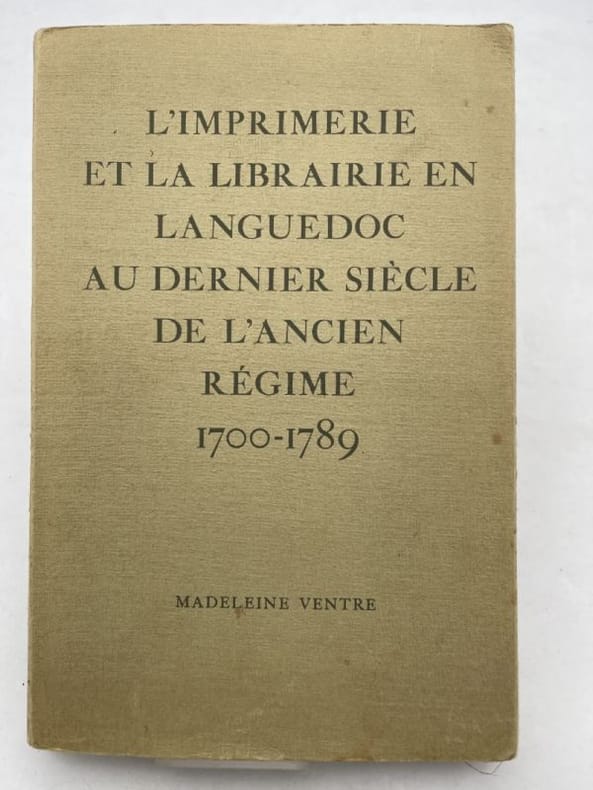 L'IMPRIMERIE
ET LA LIBRAIRIE EN
LANGUEDOC
AU DERNIER SIÈCLE
DE L'ANCIEN
RÉGIME
1700-1789
MADELEINE VENTRE